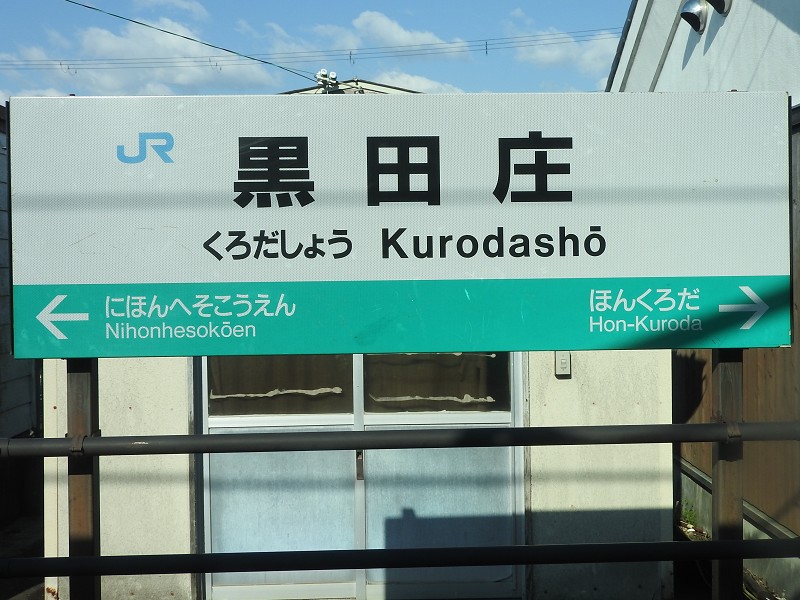 JR
黒田庄
くろだしょう Kurodashō
にほんへそこうえん
Nihonhesokōen
ほんくろだ
Hon-Kuroda